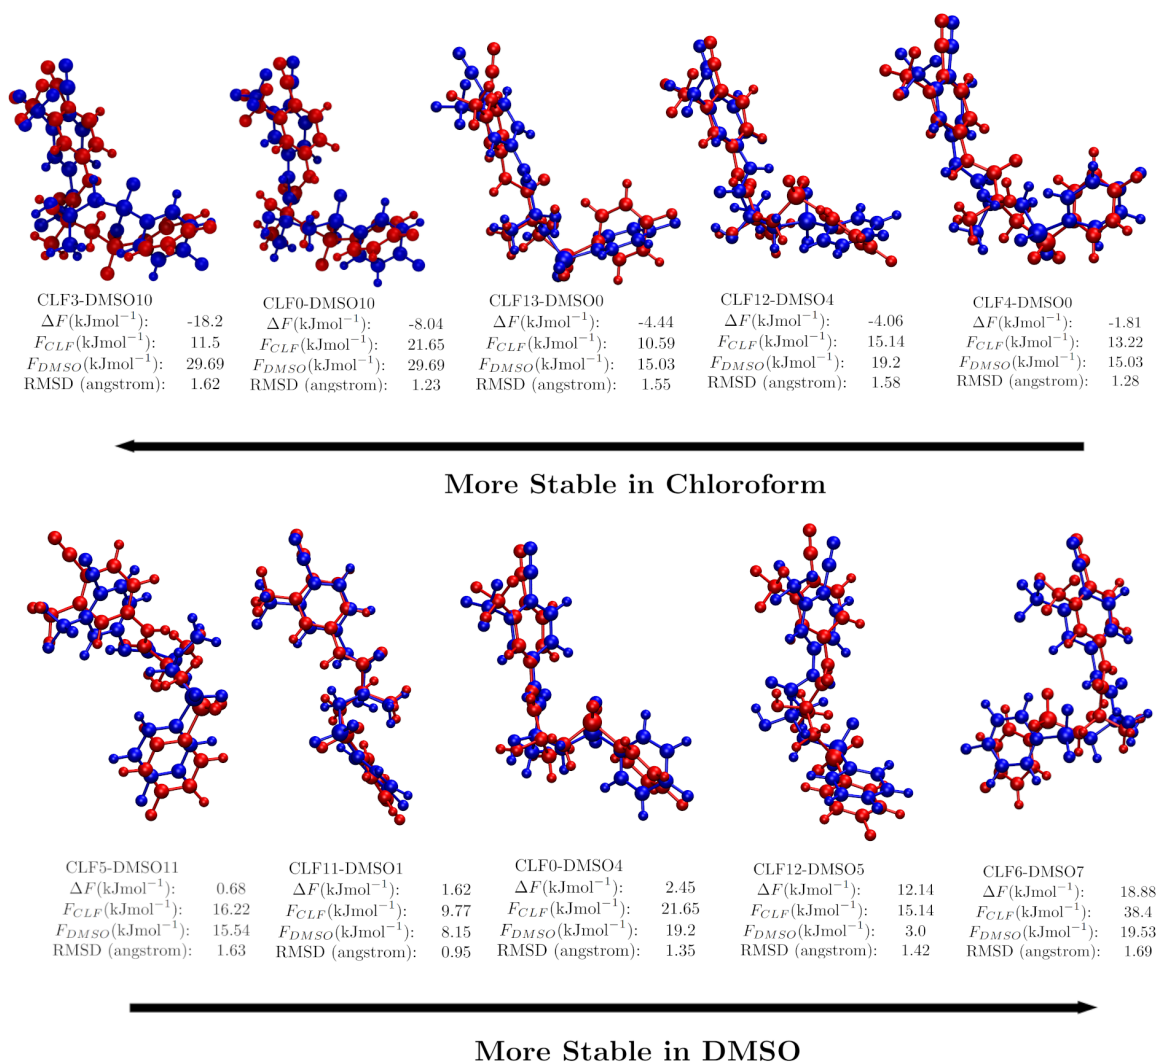 CLF3-DMSO10
ΔF(kJmol⁻¹): -18.2
F_CLF(kJmol⁻¹): 11.5
F_DMSO(kJmol⁻¹): 29.69
RMSD (angstrom): 1.62
CLF0-DMSO10
ΔF(kJmol⁻¹): -8.04
F_CLF(kJmol⁻¹): 21.65
F_DMSO(kJmol⁻¹): 29.69
RMSD (angstrom): 1.23
CLF13-DMSO0
ΔF(kJmol⁻¹): -4.44
F_CLF(kJmol⁻¹): 10.59
F_DMSO(kJmol⁻¹): 15.03
RMSD (angstrom): 1.55
CLF12-DMSO4
ΔF(kJmol⁻¹): -4.06
F_CLF(kJmol⁻¹): 15.14
F_DMSO(kJmol⁻¹): 19.2
RMSD (angstrom): 1.58
CLF4-DMSO0
ΔF(kJmol⁻¹): -1.81
F_CLF(kJmol⁻¹): 13.22
F_DMSO(kJmol⁻¹): 15.03
RMSD (angstrom): 1.28
More Stable in Chloroform
CLF5-DMSO11
ΔF(kJmol⁻¹): 0.68
F_CLF(kJmol⁻¹): 16.22
F_DMSO(kJmol⁻¹): 15.54
RMSD (angstrom): 1.63
CLF11-DMSO1
ΔF(kJmol⁻¹): 1.62
F_CLF(kJmol⁻¹): 9.77
F_DMSO(kJmol⁻¹): 8.15
RMSD (angstrom): 0.95
CLF0-DMSO4
ΔF(kJmol⁻¹): 2.45
F_CLF(kJmol⁻¹): 21.65
F_DMSO(kJmol⁻¹): 19.2
RMSD (angstrom): 1.35
CLF12-DMSO5
ΔF(kJmol⁻¹): 12.14
F_CLF(kJmol⁻¹): 15.14
F_DMSO(kJmol⁻¹): 3.0
RMSD (angstrom): 1.42
CLF6-DMSO7
ΔF(kJmol⁻¹): 18.88
F_CLF(kJmol⁻¹): 38.4
F_DMSO(kJmol⁻¹): 19.53
RMSD (angstrom): 1.69
More Stable in DMSO